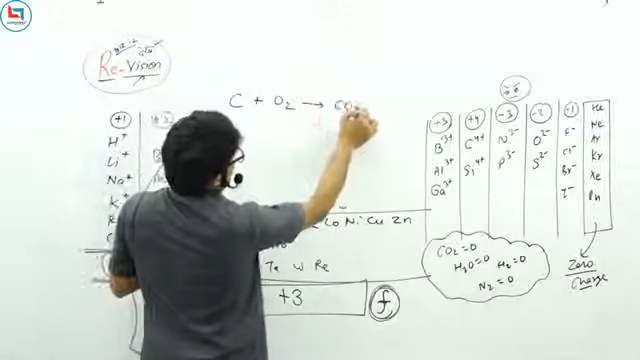 Re-Vision
C + O2 → CO2
+1
H+
Li+
Na+
K+
+3
B3+
Al3+
Ga3+
+4
C4+
Si4+
-3
N3-
P3-
-2
O2-
S2-
-1
F-
Cl-
Br-
I-
He
Ne
Ar
Kr
Xe
Rn
Co Ni Cu Zn
W Re
+3
f
CO2=0
H2O=0 H2=0
N2=0
Zero
Charge